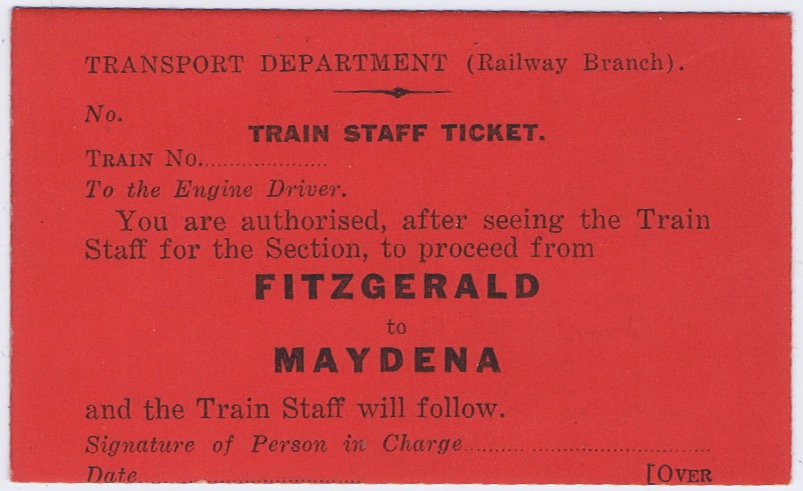 TRANSPORT DEPARTMENT (Railway Branch).
No.
TRAIN STAFF TICKET.
TRAIN No.....................
To the Engine Driver.
You are authorised, after seeing the Train
Staff for the Section, to proceed from
FITZGERALD
to
MAYDENA
and the Train Staff will follow.
Signature of Person in Charge..........................................
Date......................................
[OVER